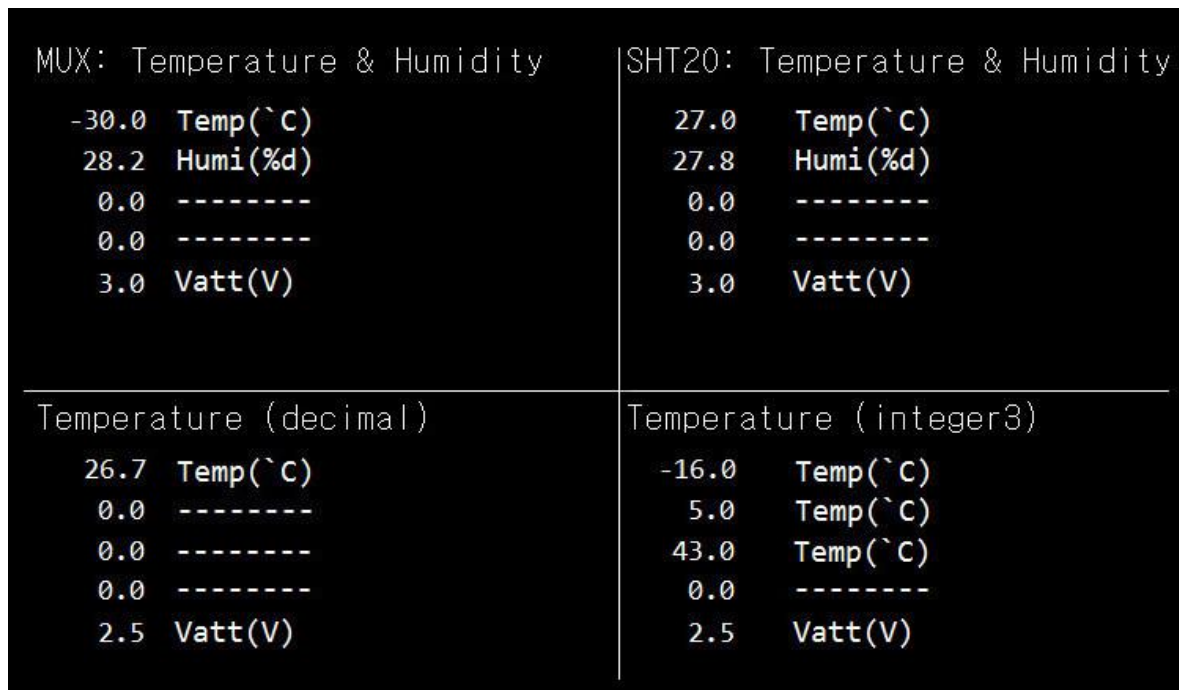 MUX: Temperature & Humidity
-30.0 Temp(`C)
28.2 Humi(%d)
0.0 --------
0.0 --------
3.0 Vatt(V)
SHT20: Temperature & Humidity
27.0 Temp(`C)
27.8 Humi(%d)
0.0 --------
0.0 --------
3.0 Vatt(V)
Temperature (decimal)
26.7 Temp(`C)
0.0 --------
0.0 --------
0.0 --------
2.5 Vatt(V)
Temperature (integer3)
-16.0 Temp(`C)
5.0 Temp(`C)
43.0 Temp(`C)
0.0 --------
2.5 Vatt(V)